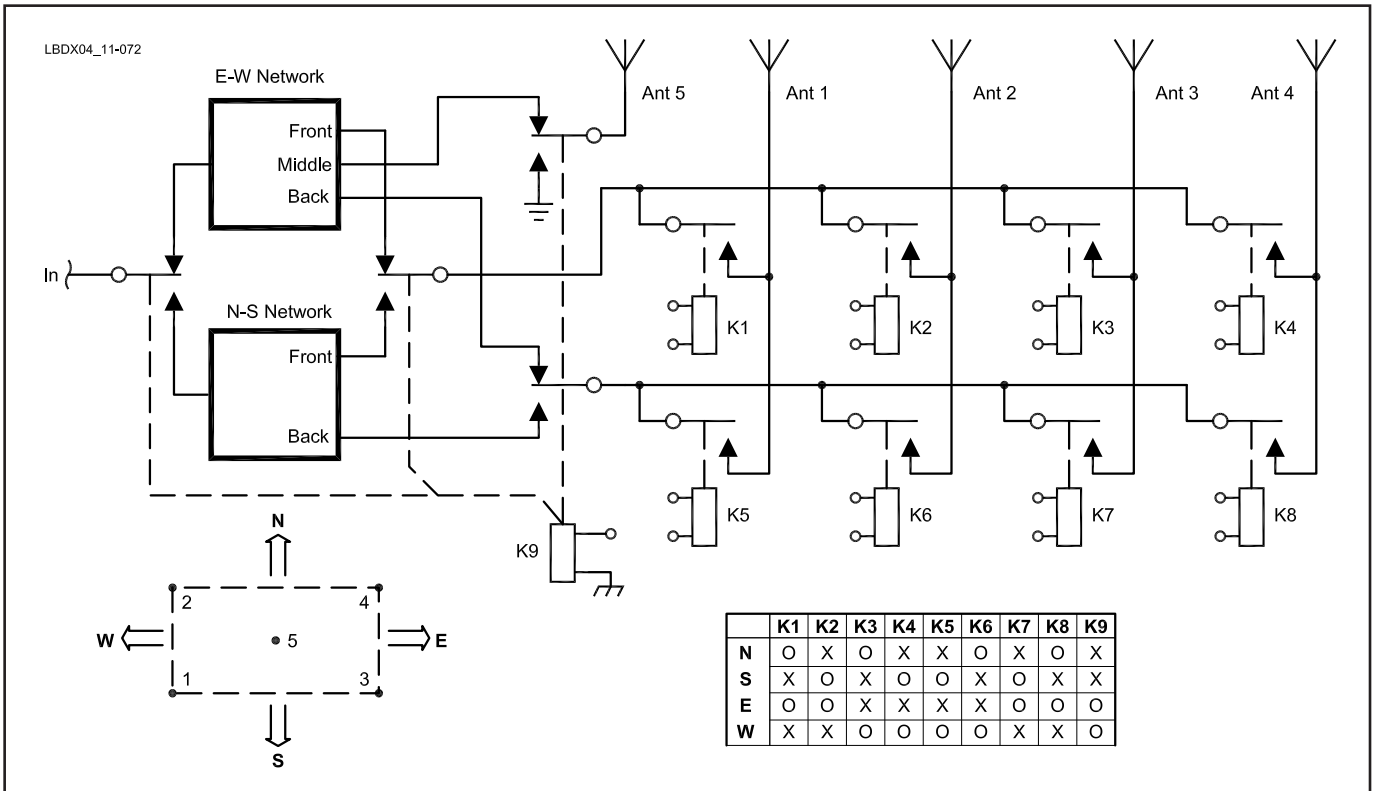 LBDX04_11-072
E-W Network
Front
Middle
Back
In
N-S Network
Front
Back
Ant 5
Ant 1
Ant 2
Ant 3
Ant 4
K1
K2
K3
K4
K5
K6
K7
K8
K9
N
2
4
W
5
E
1
3
S
K1 K2 K3 K4 K5 K6 K7 K8 K9
N O X O X X O X O X
S X O X O O X O X X
E O O X X X X O O O
W X X O O O O X X O